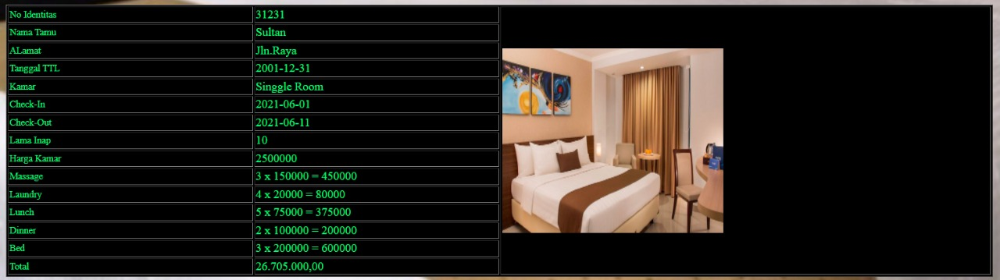 No Identitas 31231
Nama Tamu Sultan
ALamat Jln.Raya
Tanggal TTL 2001-12-31
Kamar Singgle Room
Check-In 2021-06-01
Check-Out 2021-06-11
Lama Inap 10
Harga Kamar 2500000
Massage 3 x 150000 = 450000
Laundry 4 x 20000 = 80000
Lunch 5 x 75000 = 375000
Dinner 2 x 100000 = 200000
Bed 3 x 200000 = 600000
Total 26.705.000,00